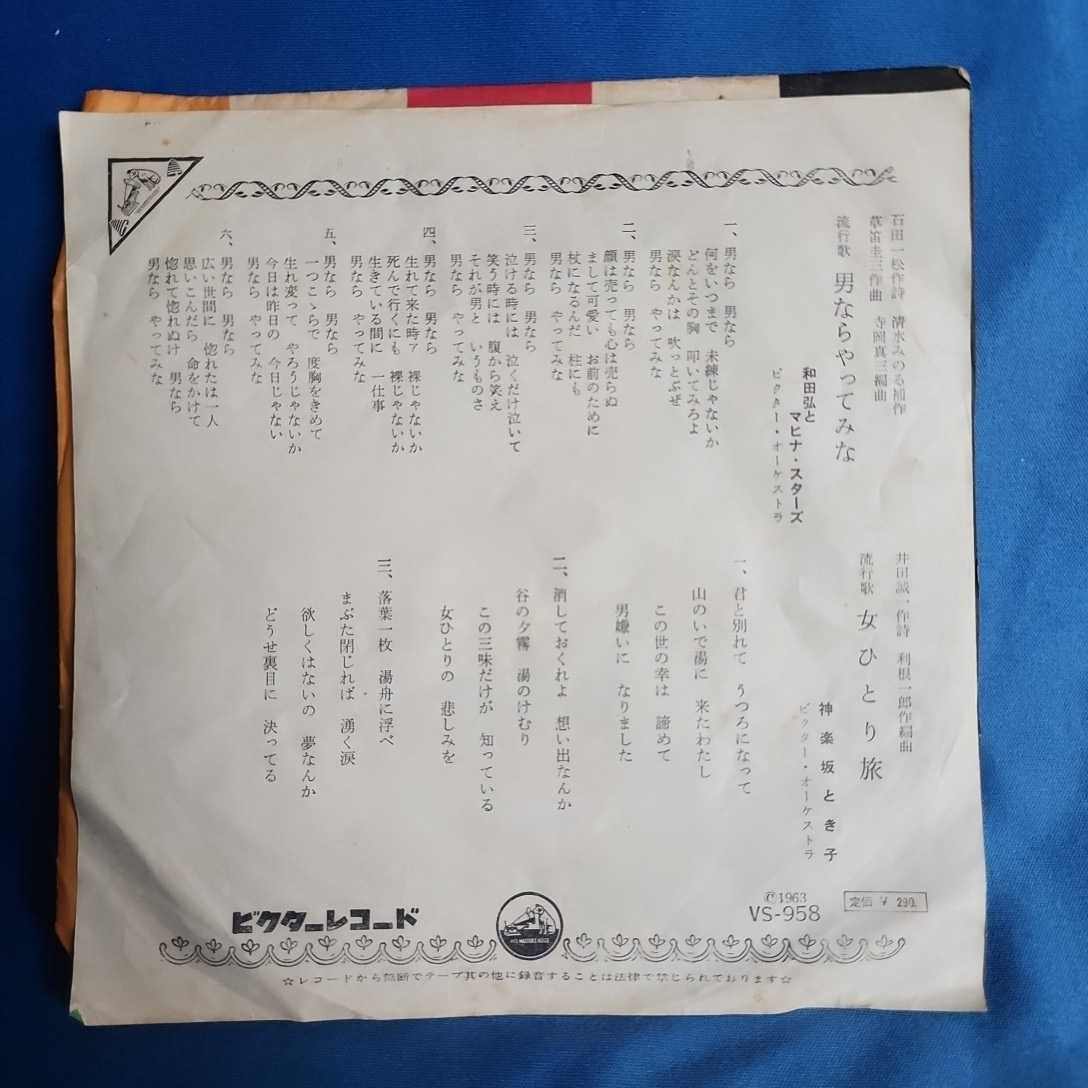 石田一松作詩　清水みのる補作
草笛圭三作曲　寺岡真三編曲
流行歌　男ならやってみな
和田弘と
マヒナ・スターズ
ビクター・オーケストラ
一、男なら　男なら
何をいつまで　未練じゃないか
どんとその胸　叩いてみろよ
涙なんかは　吹っとぶぜ
男なら　やってみな
二、男なら　男なら
顔は売っても心は売らぬ
まして可愛い　お前のために
杖になるんだ　柱にも
男なら　やってみな
三、男なら　男なら
泣ける時には　泣くだけ泣いて
笑う時には　腹から笑え
それが男と　いうものさ
男なら　やってみな
四、男なら　男なら
生れて来た時ァ　裸じゃないか
死んで行くにも　裸じゃないか
生きている間に　一仕事
男なら　やってみな
五、男なら　男なら
一つこゝらで　度胸をきめて
生れ変って　やろうじゃないか
今日は昨日の　今日じゃない
男なら　やってみな
六、男なら　男なら
広い世間に　惚れたは一人
思いこんだら　命をかけて
惚れて惚れぬけ　男なら
男なら　やってみな
井田誠一作詩　利根一郎作編曲
流行歌　女ひとり旅
神楽坂とき子
ビクター・オーケストラ
一、君と別れて　うつろになって
山のいで湯に　来たわたし
この世の幸は　諦めて
男嫌いに　なりました
二、消しておくれよ　想い出なんか
谷の夕霧　湯のけむり
この三味だけが　知っている
女ひとりの　悲しみを
三、落葉一枚　湯舟に浮べ
まぶた閉じれば　湧く涙
欲しくはないの　夢なんか
どうせ裏目に　決ってる
ビクターレコード
HIS MASTERS VOICE
©1963
VS-958
定価 ¥ 290.
☆レコードから無断でテープ其の他に録音することは法律で禁じられております☆